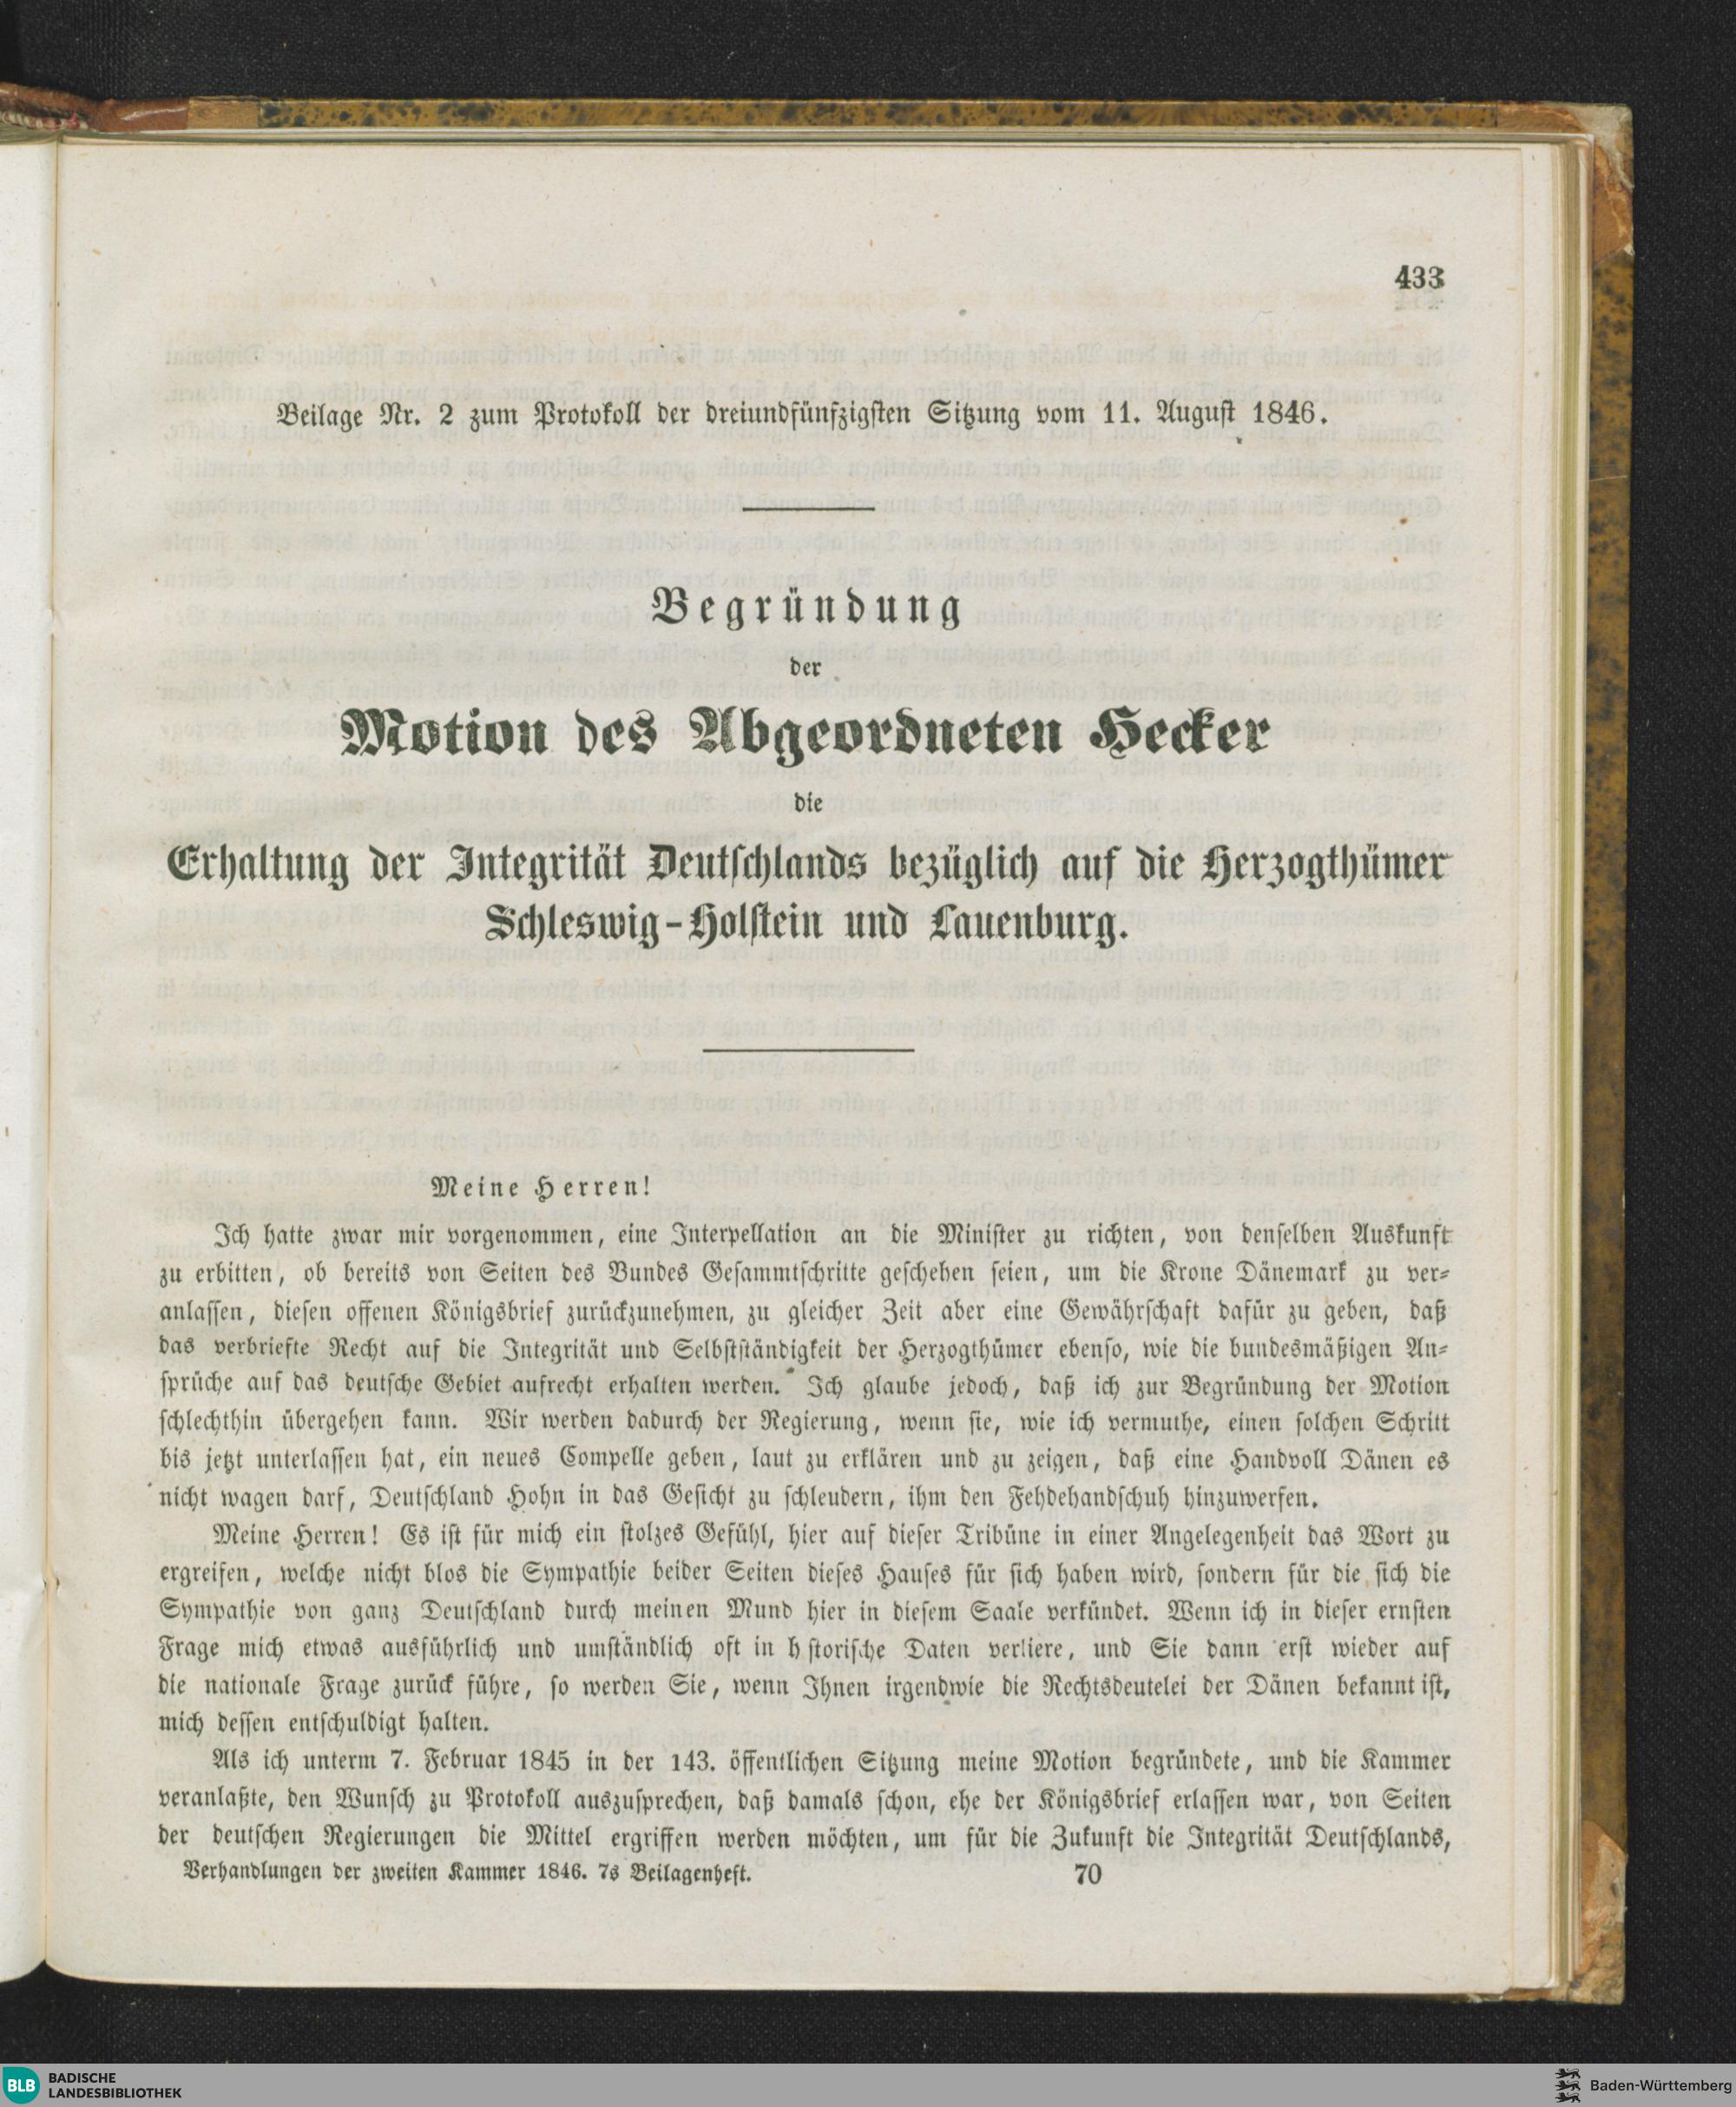 433
Beilage Nr. 2 zum Protokoll der dreiundfünfzigsten Sitzung vom 11. August 1846.
Begründung
der
Motion des Abgeordneten Hecker
die
Erhaltung der Integrität Deutschlands bezüglich auf die Herzogthümer
Schleswig-Holstein und Lauenburg.
Meine Herren!
Ich hatte zwar mir vorgenommen, eine Interpellation an die Minister zu richten, von denselben Auskunft
zu erbitten, ob bereits von Seiten des Bundes Gesammtschritte geschehen seien, um die Krone Dänemark zu ver-
anlassen, diesen offenen Königsbrief zurückzunehmen, zu gleicher Zeit aber eine Gewährschaft dafür zu geben, daß
das verbriefte Recht auf die Integrität und Selbstständigkeit der Herzogthümer ebenso, wie die bundesmäßigen An-
sprüche auf das deutsche Gebiet aufrecht erhalten werden. Ich glaube jedoch, daß ich zur Begründung der Motion
schlechthin übergehen kann. Wir werden dadurch der Regierung, wenn sie, wie ich vermuthe, einen solchen Schritt
bis jetzt unterlassen hat, ein neues Compelle geben, laut zu erklären und zu zeigen, daß eine Handvoll Dänen es
nicht wagen darf, Deutschland Hohn in das Gesicht zu schleudern, ihm den Fehdehandschuh hinzuwerfen.
Meine Herren! Es ist für mich ein stolzes Gefühl, hier auf dieser Tribüne in einer Angelegenheit das Wort zu
ergreifen, welche nicht blos die Sympathie beider Seiten dieses Hauses für sich haben wird, sondern für die sich die
Sympathie von ganz Deutschland durch meinen Mund hier in diesem Saale verkündet. Wenn ich in dieser ernsten
Frage mich etwas ausführlich und umständlich oft in h storische Daten verliere, und Sie dann erst wieder auf
die nationale Frage zurück führe, so werden Sie, wenn Ihnen irgendwie die Rechtsdeutelei der Dänen bekannt ist,
mich dessen entschuldigt halten.
Als ich unterm 7. Februar 1845 in der 143. öffentlichen Sitzung meine Motion begründete, und die Kammer
veranlaßte, den Wunsch zu Protokoll auszusprechen, daß damals schon, ehe der Königsbrief erlassen war, von Seiten
der deutschen Regierungen die Mittel ergriffen werden möchten, um für die Zukunft die Integrität Deutschlands,
Verhandlungen der zweiten Kammer 1846. 7s Beilagenheft. 70
BLB BADISCHE
LANDESBIBLIOTHEK
Baden-Württemberg